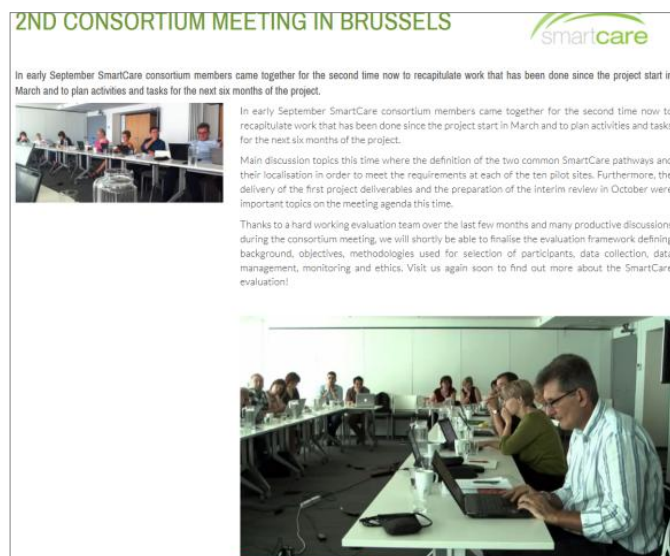 2ND CONSORTIUM MEETING IN BRUSSELS
smartcare
In early September SmartCare consortium members came together for the second time now to recapitulate work that has been done since the project start in
March and to plan activities and tasks for the next six months of the project.
In early September SmartCare consortium members came together for the second time now to
recapitulate work that has been done since the project start in March and to plan activities and tasks
for the next six months of the project.
Main discussion topics this time where the definition of the two common SmartCare pathways and
their localisation in order to meet the requirements at each of the ten pilot sites. Furthermore, the
delivery of the first project deliverables and the preparation of the interim review in October were
important topics on the meeting agenda this time.
Thanks to a hard working evaluation team over the last few months and many productive discussions
during the consortium meeting, we will shortly be able to finalise the evaluation framework defining
background, objectives, methodologies used for selection of participants, data collection, data
management, monitoring and ethics. Visit us again soon to find out more about the SmartCare
evaluation!